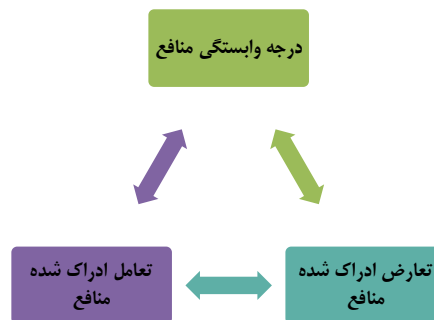 درجه وابستگی منافع
تعارض ادراک شده
منافع
تعامل ادراک شده
منافع